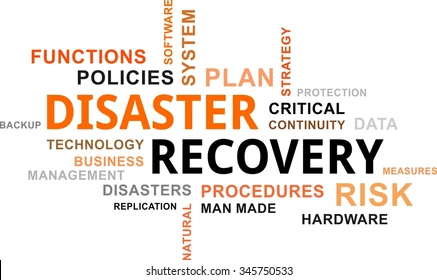 SOFTWARE
SYSTEM
STRATEGY
FUNCTIONS
POLICIES
PLAN
PROTECTION
DISASTER
CRITICAL
BACKUP
CONTINUITY
DATA
TECHNOLOGY
RECOVERY
BUSINESS
MANAGEMENT
MEASURES
DISASTERS
PROCEDURES
RISK
REPLICATION
NATURAL
MAN MADE
HARDWARE
shutterstock.com · 345750533